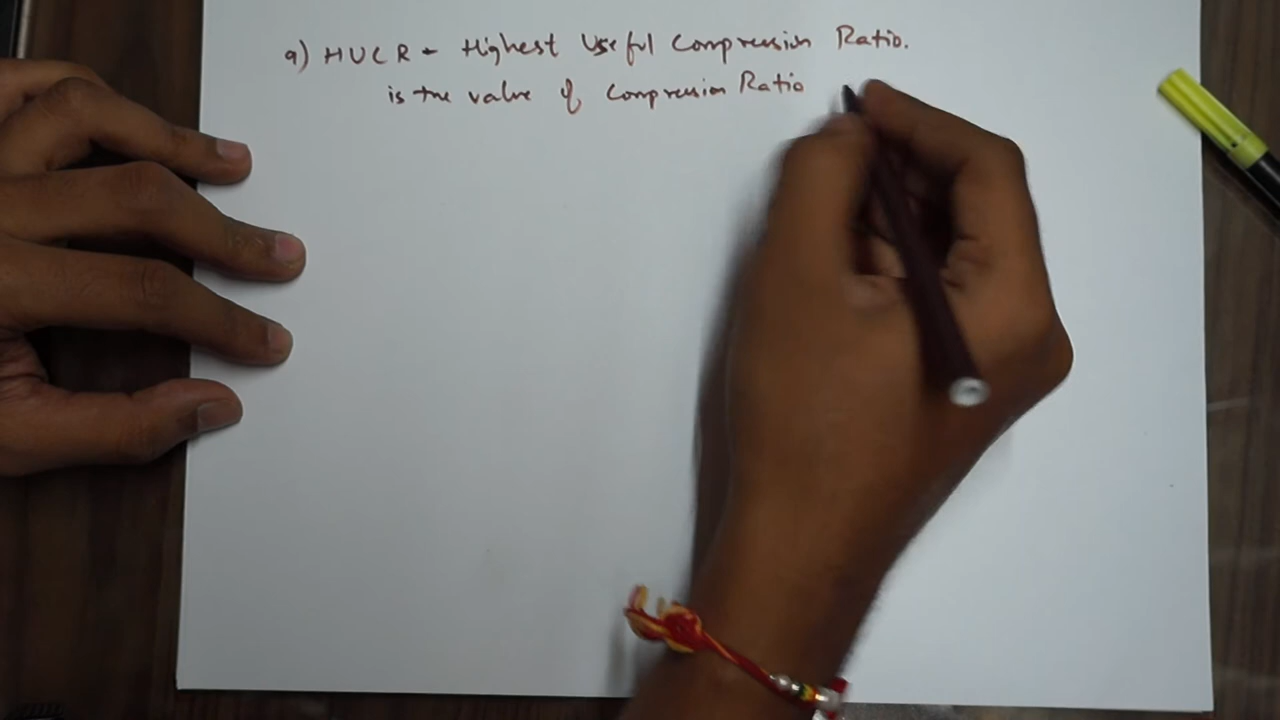 a) HUCR - Highest Useful Compression Ratio.
is the value of Compression Ratio